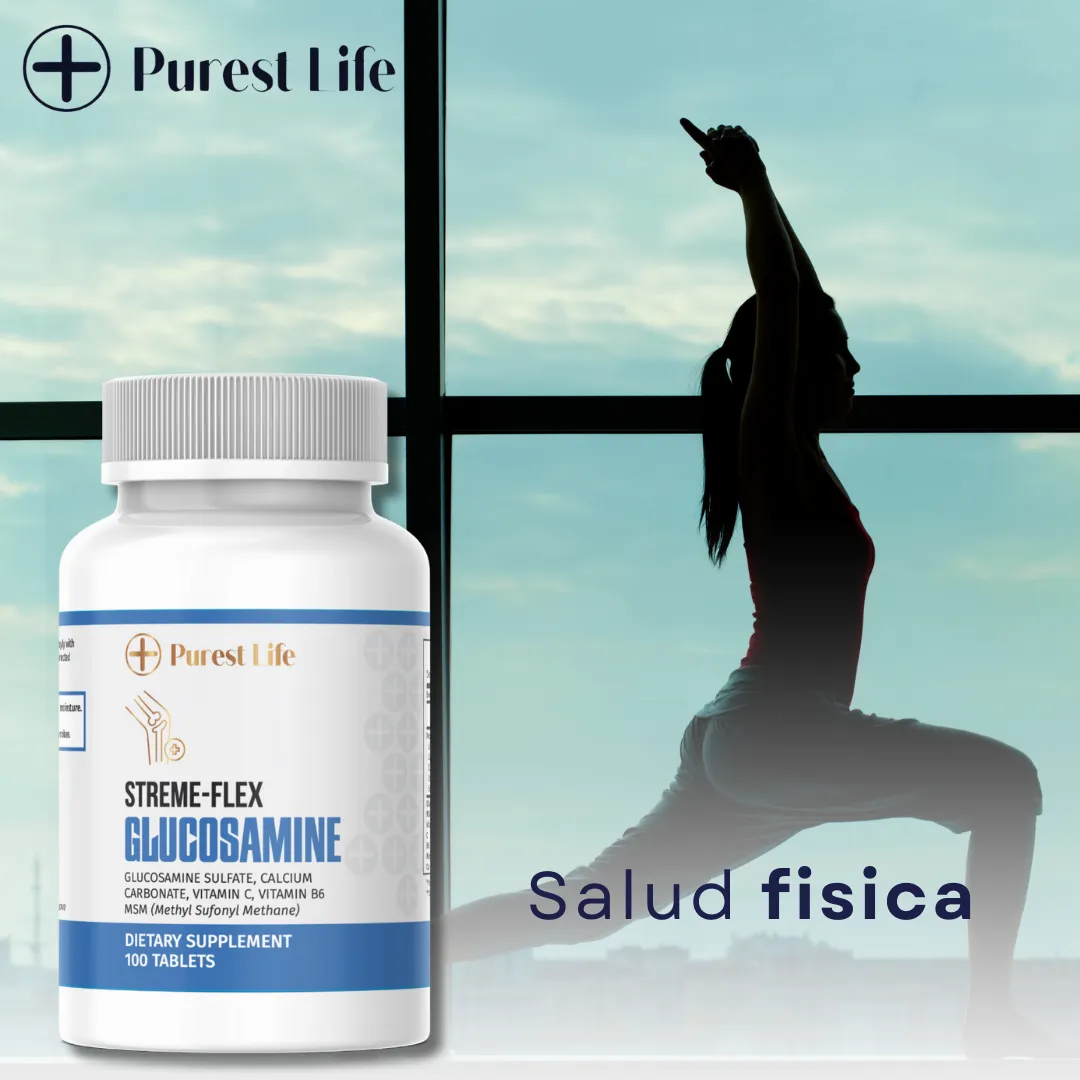 Purest Life
Purest Life
STREME-FLEX
GLUCOSAMINE
GLUCOSAMINE SULFATE, CALCIUM
CARBONATE, VITAMIN C, VITAMIN B6
MSM (Methyl Sufonyl Methane)
DIETARY SUPPLEMENT
100 TABLETS
Salud fisica